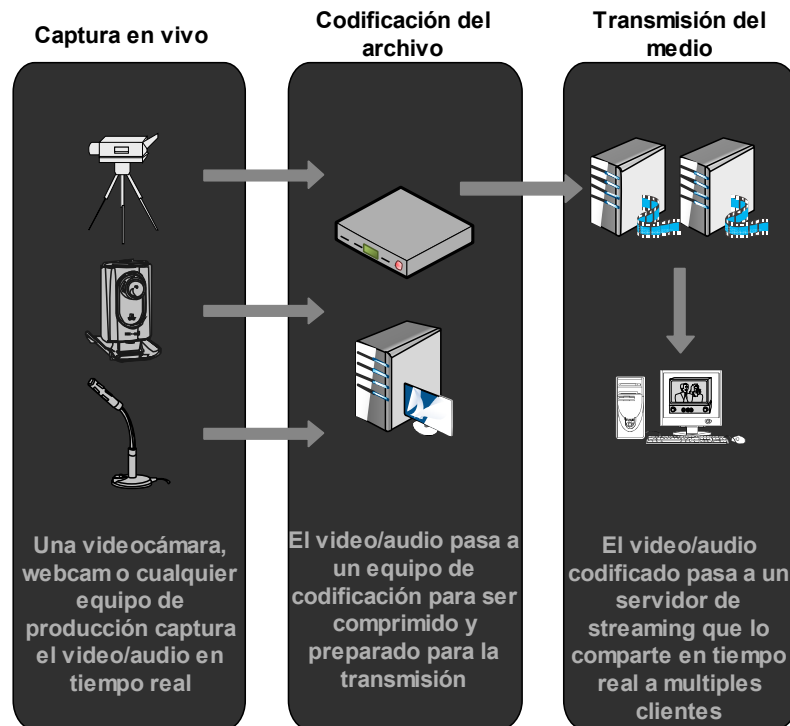 Captura en vivo
Codificación del
archivo
Transmisión del
medio
Una videocámara,
webcam o cualquier
equipo de
producción captura
el video/audio en
tiempo real
El video/audio pasa a
un equipo de
codificación para ser
comprimido y
preparado para la
transmisión
El video/audio
codificado pasa a un
servidor de
streaming que lo
comparte en tiempo
real a multiples
clientes